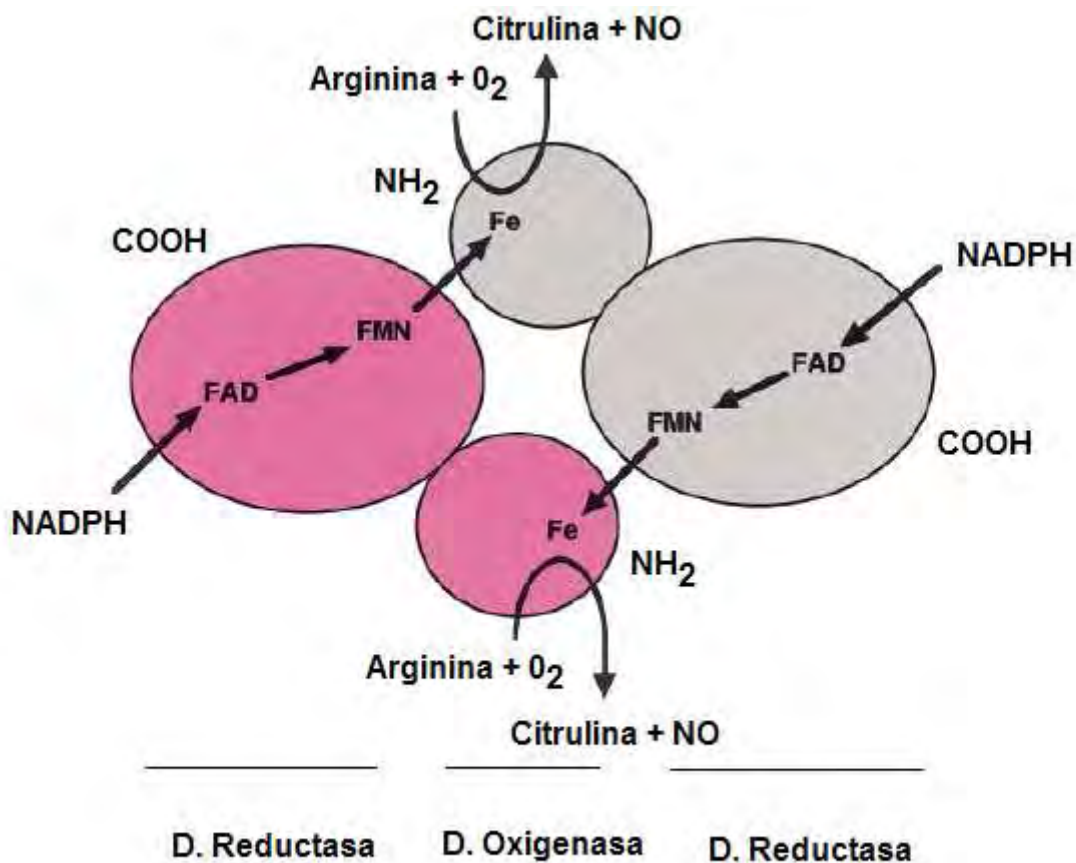 Citrulina + NO
Arginina + 0₂
NH₂
Fe
COOH
NADPH
FMN
FAD
FAD
FMN
COOH
NADPH
Fe
NH₂
Arginina + 0₂
Citrulina + NO
D. Reductasa D. Oxigenasa D. Reductasa